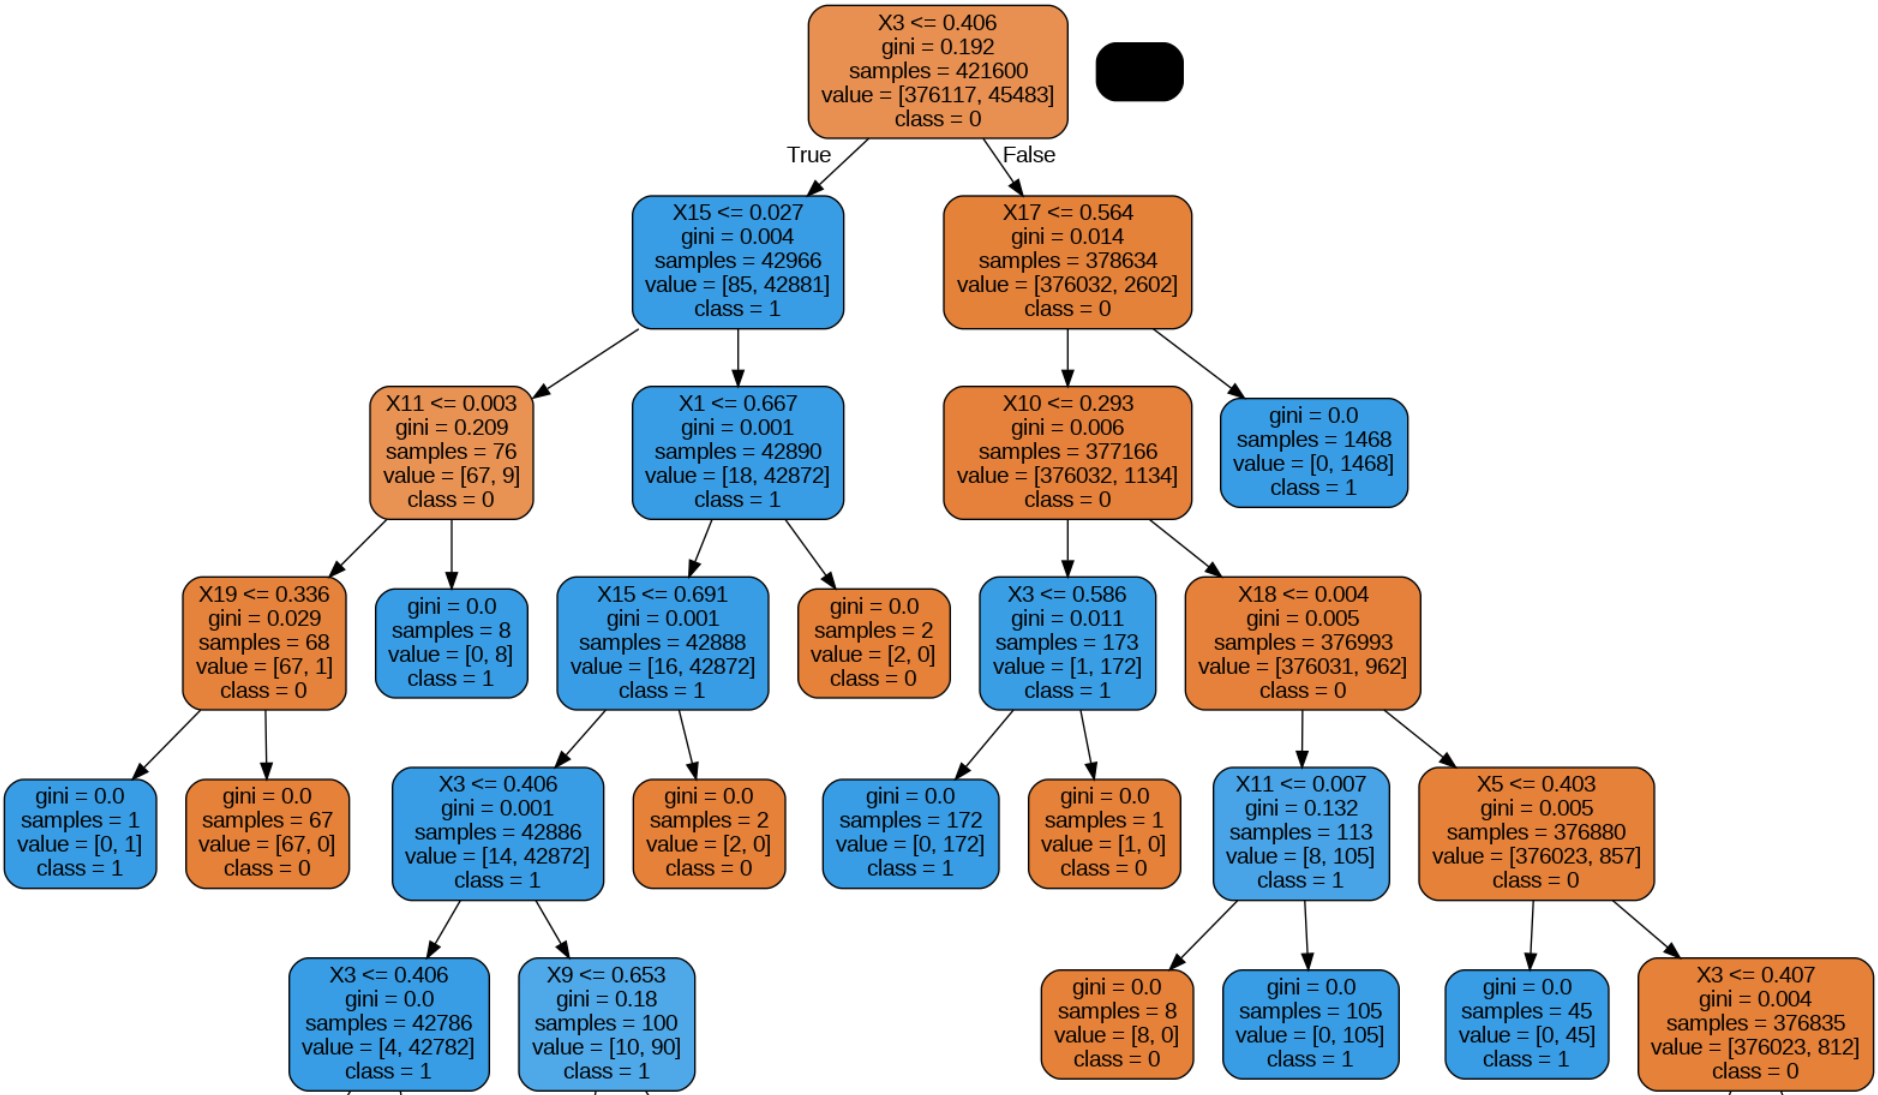 X3 <= 0.406
gini = 0.192
samples = 421600
value = [376117, 45483]
class = 0
True
False
X15 <= 0.027
gini = 0.004
samples = 42966
value = [85, 42881]
class = 1
X17 <= 0.564
gini = 0.014
samples = 378634
value = [376032, 2602]
class = 0
X11 <= 0.003
gini = 0.209
samples = 76
value = [67, 9]
class = 0
X1 <= 0.667
gini = 0.001
samples = 42890
value = [18, 42872]
class = 1
X10 <= 0.293
gini = 0.006
samples = 377166
value = [376032, 1134]
class = 0
gini = 0.0
samples = 1468
value = [0, 1468]
class = 1
X19 <= 0.336
gini = 0.029
samples = 68
value = [67, 1]
class = 0
gini = 0.0
samples = 8
value = [0, 8]
class = 1
X15 <= 0.691
gini = 0.001
samples = 42888
value = [16, 42872]
class = 1
gini = 0.0
samples = 2
value = [2, 0]
class = 0
X3 <= 0.586
gini = 0.011
samples = 173
value = [1, 172]
class = 1
X18 <= 0.004
gini = 0.005
samples = 376993
value = [376031, 962]
class = 0
gini = 0.0
samples = 1
value = [0, 1]
class = 1
gini = 0.0
samples = 67
value = [67, 0]
class = 0
X3 <= 0.406
gini = 0.001
samples = 42886
value = [14, 42872]
class = 1
gini = 0.0
samples = 2
value = [2, 0]
class = 0
gini = 0.0
samples = 172
value = [0, 172]
class = 1
gini = 0.0
samples = 1
value = [1, 0]
class = 0
X11 <= 0.007
gini = 0.132
samples = 113
value = [8, 105]
class = 1
X5 <= 0.403
gini = 0.005
samples = 376880
value = [376023, 857]
class = 0
X3 <= 0.406
gini = 0.0
samples = 42786
value = [4, 42782]
class = 1
X9 <= 0.653
gini = 0.18
samples = 100
value = [10, 90]
class = 1
gini = 0.0
samples = 8
value = [8, 0]
class = 0
gini = 0.0
samples = 105
value = [0, 105]
class = 1
gini = 0.0
samples = 45
value = [0, 45]
class = 1
X3 <= 0.407
gini = 0.004
samples = 376835
value = [376023, 812]
class = 0